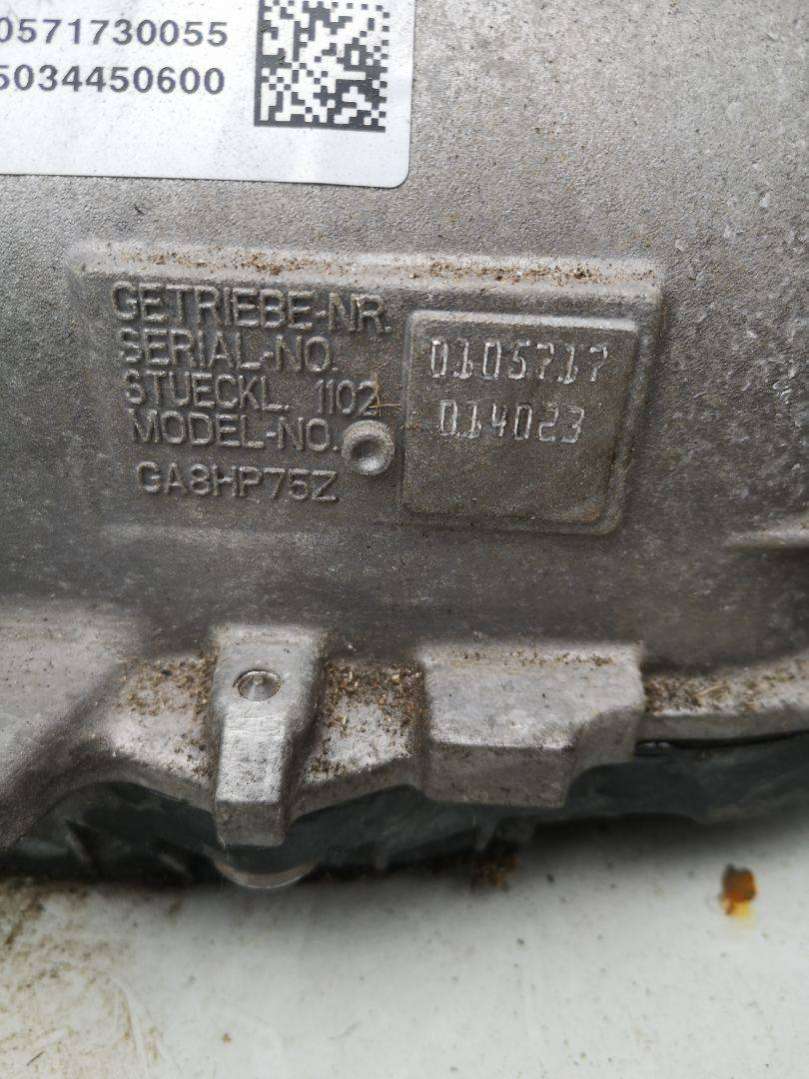 0571730055
5034450600
GETRIEBE-NR.
SERIAL-NO. 0105717
STUECKL. 1102
MODEL-NO. 014023
GA8HP75Z